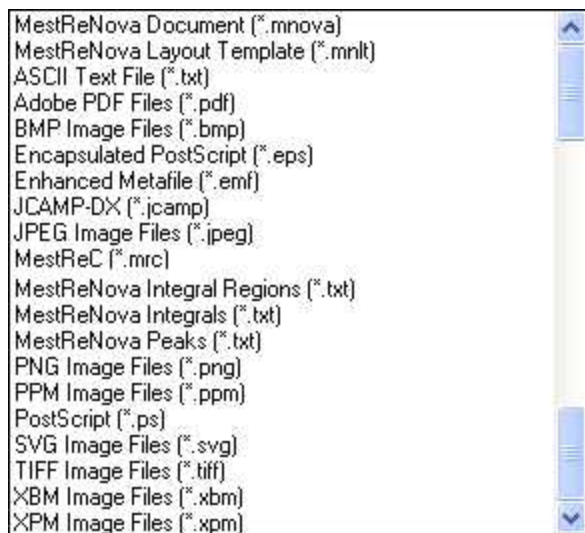 MestReNova Document (*.mnova)
MestReNova Layout Template (*.mnlt)
ASCII Text File (*.txt)
Adobe PDF Files (*.pdf)
BMP Image Files (*.bmp)
Encapsulated PostScript (*.eps)
Enhanced Metafile (*.emf)
JCAMP-DX (*.jcamp)
JPEG Image Files (*.jpeg)
MestReC (*.mrc)
MestReNova Integral Regions (*.txt)
MestReNova Integrals (*.txt)
MestReNova Peaks (*.txt)
PNG Image Files (*.png)
PPM Image Files (*.ppm)
PostScript (*.ps)
SVG Image Files (*.svg)
TIFF Image Files (*.tiff)
XBM Image Files (*.xbm)
XPM Image Files (*.xpm)